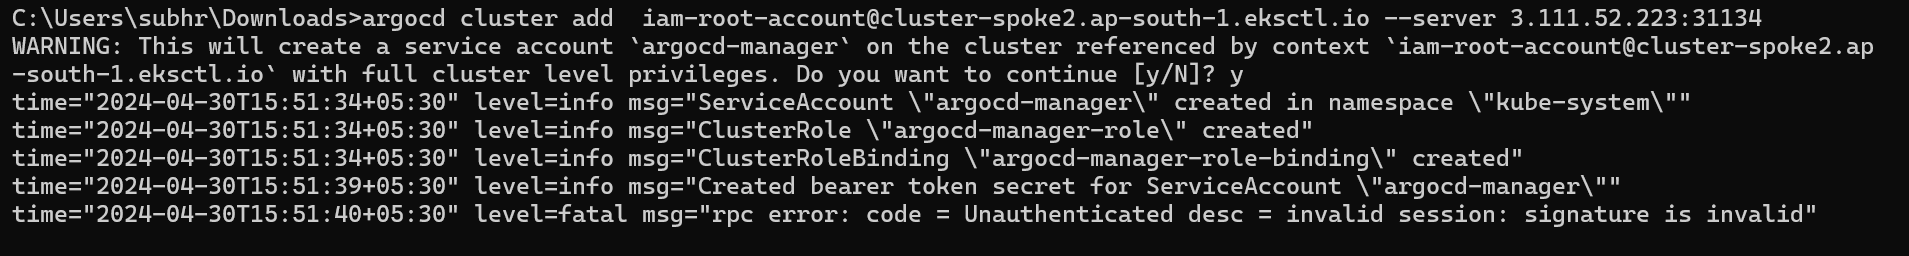 C:\Users\subhr\Downloads>argocd cluster add  iam-root-account@cluster-spoke2.ap-south-1.eksctl.io --server 3.111.52.223:31134
WARNING: This will create a service account `argocd-manager` on the cluster referenced by context `iam-root-account@cluster-spoke2.ap
-south-1.eksctl.io` with full cluster level privileges. Do you want to continue [y/N]? y
time="2024-04-30T15:51:34+05:30" level=info msg="ServiceAccount \"argocd-manager\" created in namespace \"kube-system\""
time="2024-04-30T15:51:34+05:30" level=info msg="ClusterRole \"argocd-manager-role\" created"
time="2024-04-30T15:51:34+05:30" level=info msg="ClusterRoleBinding \"argocd-manager-role-binding\" created"
time="2024-04-30T15:51:39+05:30" level=info msg="Created bearer token secret for ServiceAccount \"argocd-manager\""
time="2024-04-30T15:51:40+05:30" level=fatal msg="rpc error: code = Unauthenticated desc = invalid session: signature is invalid"